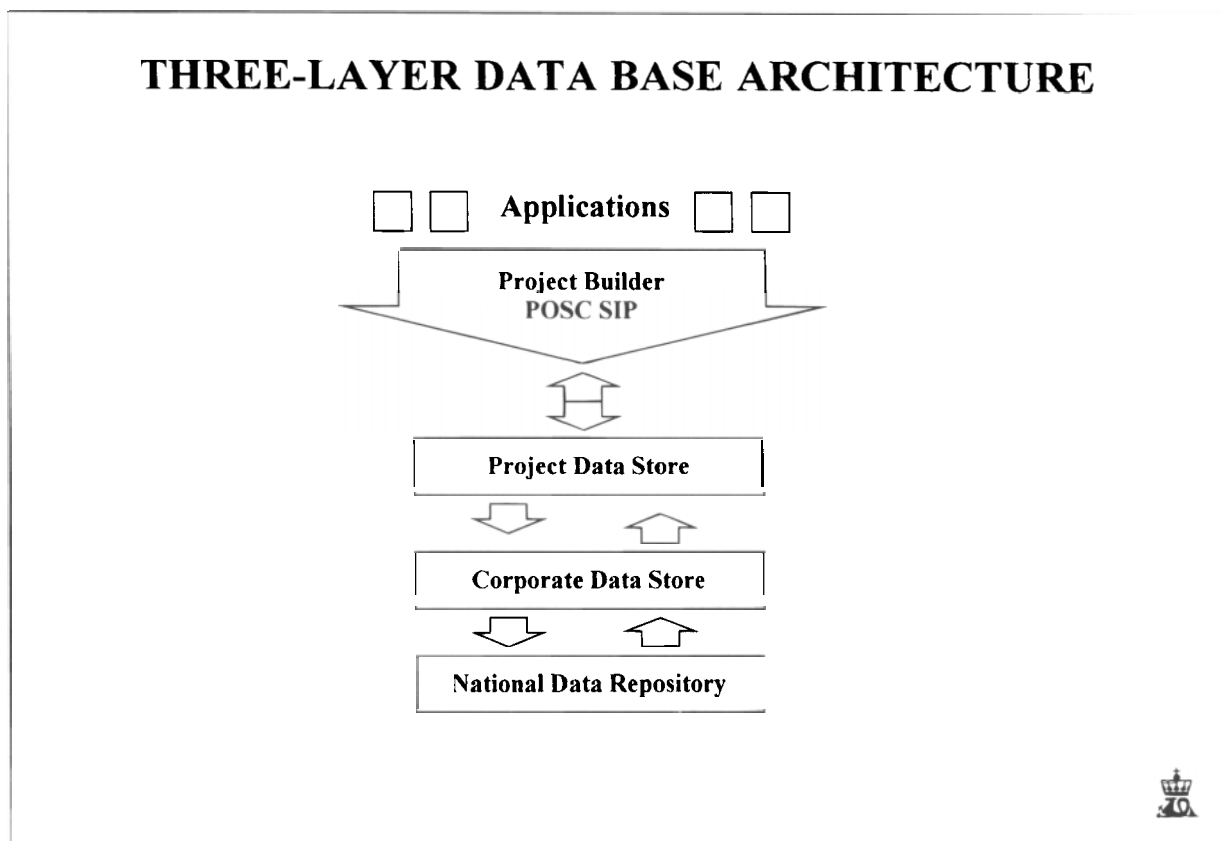 THREE-LAYER DATA BASE ARCHITECTURE
Applications
Project Builder
POSC SIP
Project Data Store
Corporate Data Store
National Data Repository